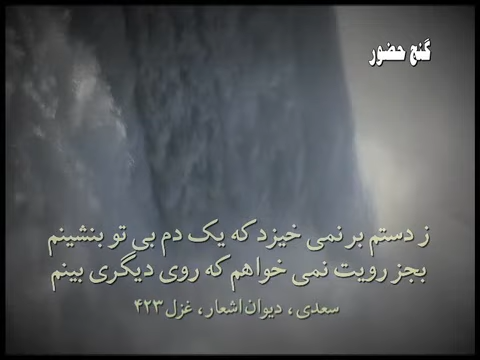 گنج حضور
ز دستم بر نمی خیزد که یک دم بی تو بنشینم
بجز رویت نمی خواهم که روی دیگری بینم
سعدی، دیوان اشعار، غزل ۴۲۳